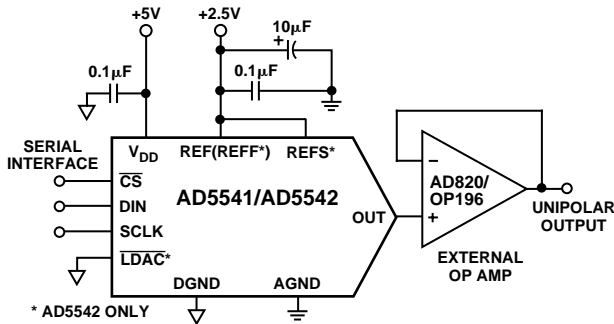 +5V
+2.5V
10µF
+
0.1µF
0.1µF
SERIAL
INTERFACE
VDD
REF(REFF*)
REFS*
CS
DIN
SCLK
LDAC*
AD5541/AD5542
OUT
DGND
AGND
* AD5542 ONLY
–
+
AD820/
OP196
UNIPOLAR
OUTPUT
EXTERNAL
OP AMP